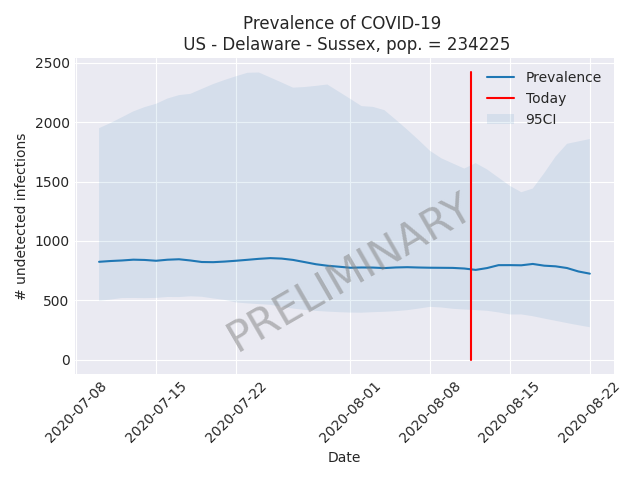 Prevalence of COVID-19
US - Delaware - Sussex, pop. = 234225
# undetected infections
2500
2000
1500
1000
500
0
Prevalence
Today
95CI
PRELIMINARY
2020-07-08
2020-07-15
2020-07-22
2020-08-01
2020-08-08
2020-08-15
2020-08-22
Date